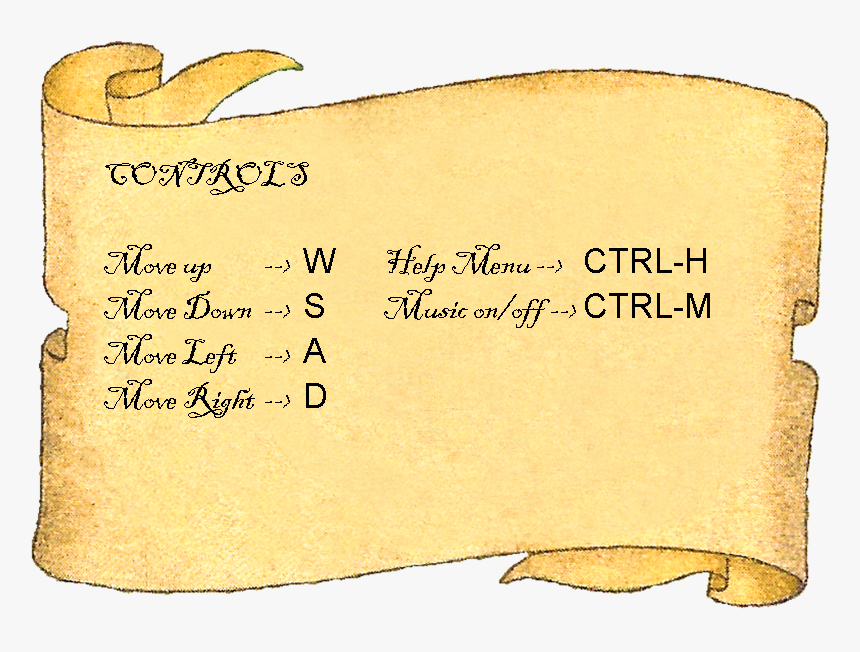 CONTROLS
Move up --> W Help Menu --> CTRL-H
Move Down --> S Music on/off --> CTRL-M
Move Left --> A
Move Right --> D